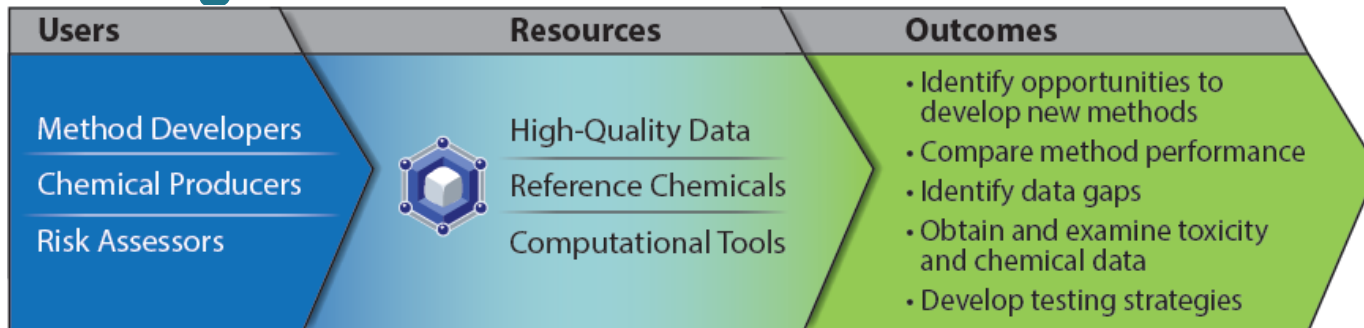 Users
Method Developers
Chemical Producers
Risk Assessors
Resources
High-Quality Data
Reference Chemicals
Computational Tools
Outcomes
• Identify opportunities to
develop new methods
• Compare method performance
• Identify data gaps
• Obtain and examine toxicity
and chemical data
• Develop testing strategies